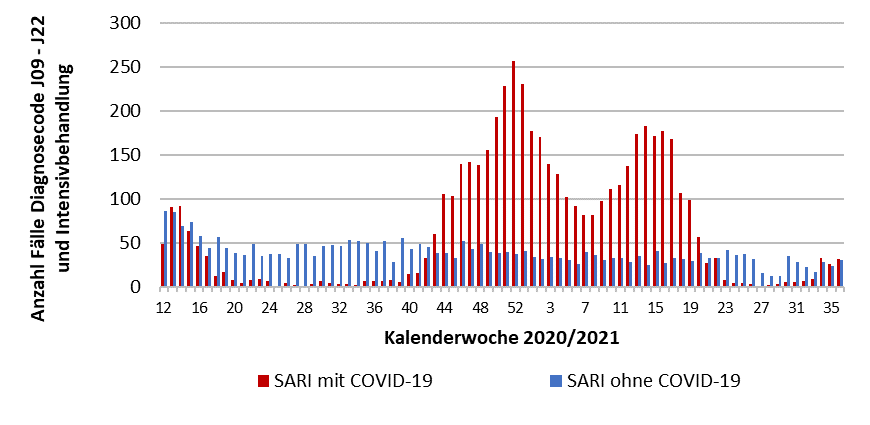 Anzahl Fälle Diagnosecode J09 - J22
und Intensivbehandlung
300
250
200
150
100
50
0
12 16 20 24 28 32 36 40 44 48 52 3 7 11 15 19 23 27 31 35
Kalenderwoche 2020/2021
SARI mit COVID-19 SARI ohne COVID-19